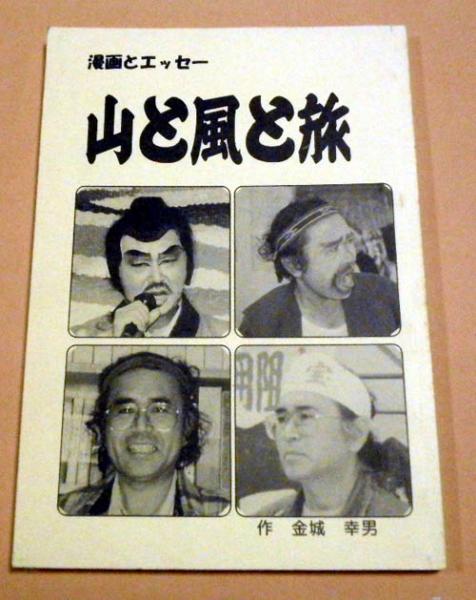 漫画とエッセー
山と風と旅
作 金城 幸男